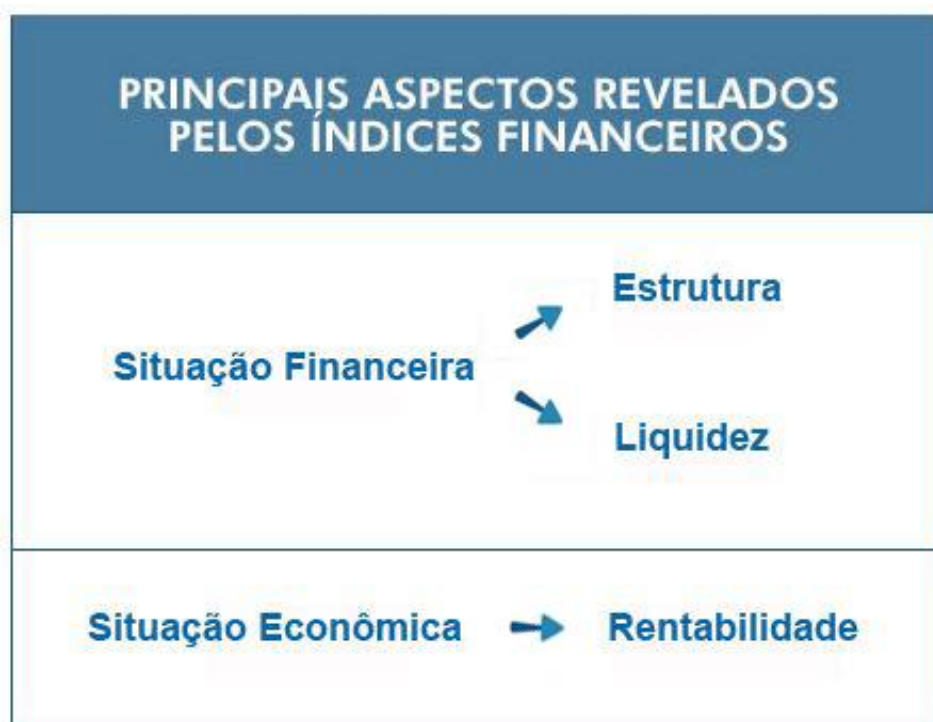 PRINCIPAIS ASPECTOS REVELADOS
PELOS ÍNDICES FINANCEIROS
Situação Financeira
Estrutura
Liquidez
Situação Econômica
Rentabilidade